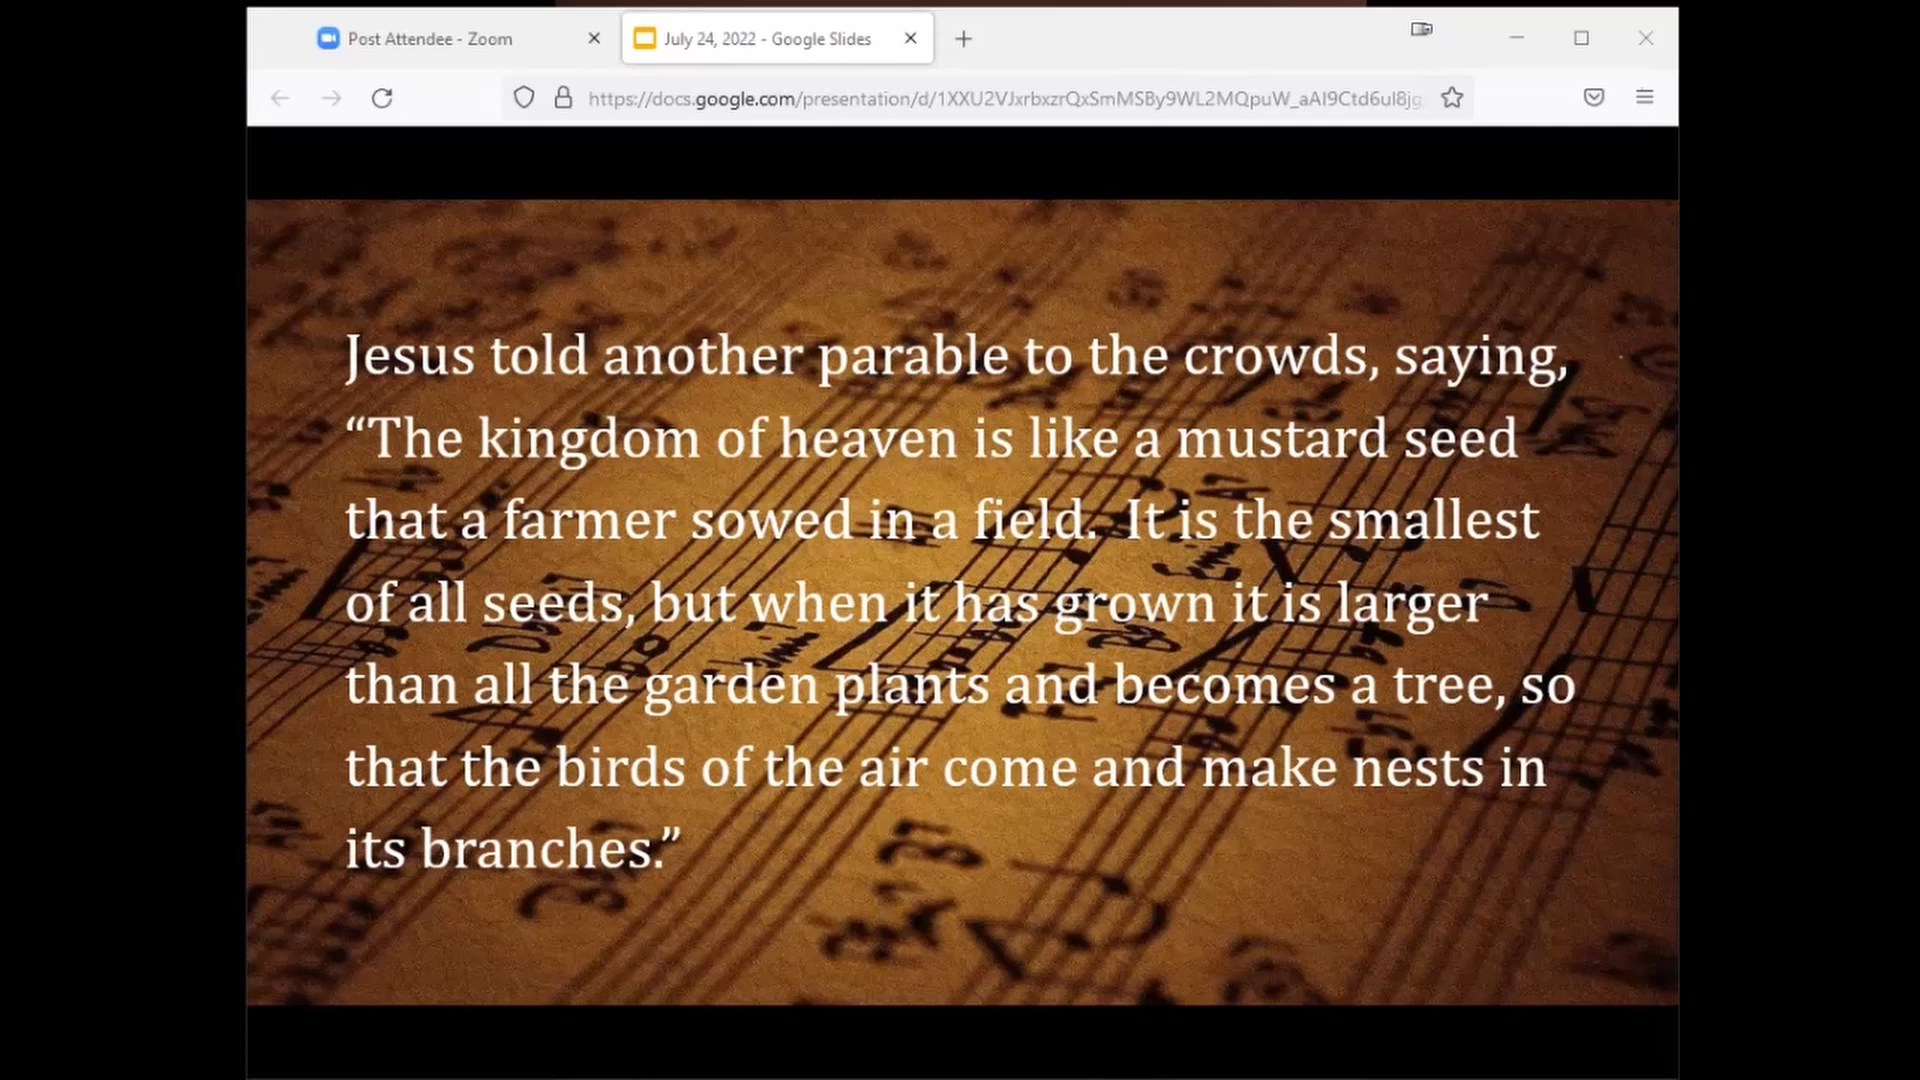 Post Attendee - Zoom
July 24, 2022 - Google Slides
https://docs.google.com/presentation/d/1XXU2VJxrbxzrQxSmMSBy9WL2MQpuW_aAI9Ctd6ul8jg
Jesus told another parable to the crowds, saying,
“The kingdom of heaven is like a mustard seed
that a farmer sowed in a field. It is the smallest
of all seeds, but when it has grown it is larger
than all the garden plants and becomes a tree, so
that the birds of the air come and make nests in
its branches.”